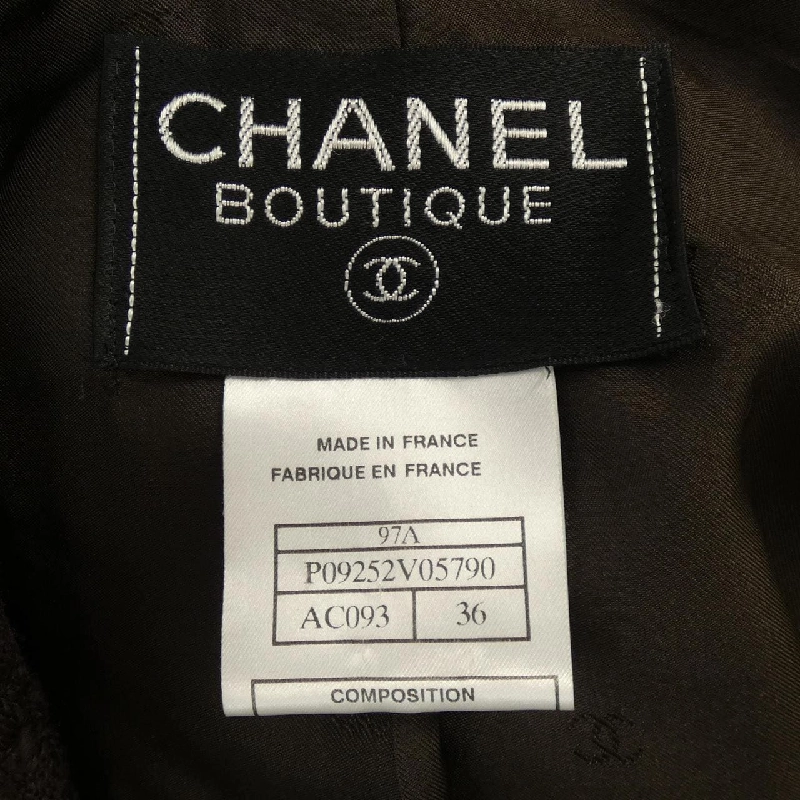 CHANEL
BOUTIQUE
MADE IN FRANCE
FABRIQUE EN FRANCE
97A
P09252V05790
AC093 36
COMPOSITION